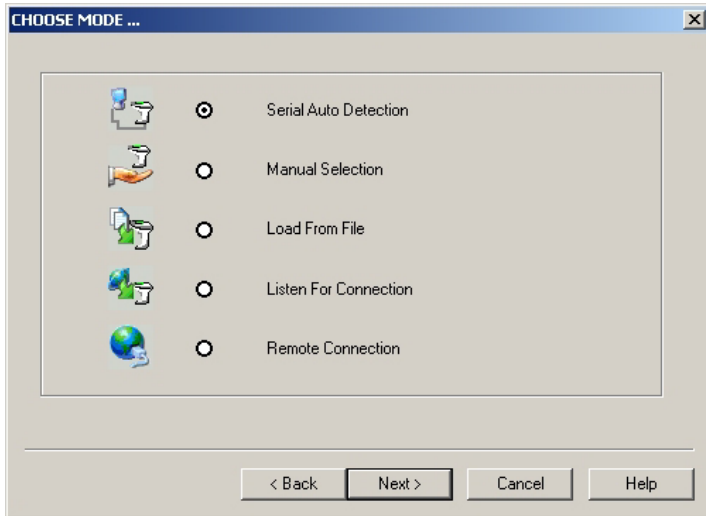 CHOOSE MODE ...
Serial Auto Detection
Manual Selection
Load From File
Listen For Connection
Remote Connection
< Back Next > Cancel Help